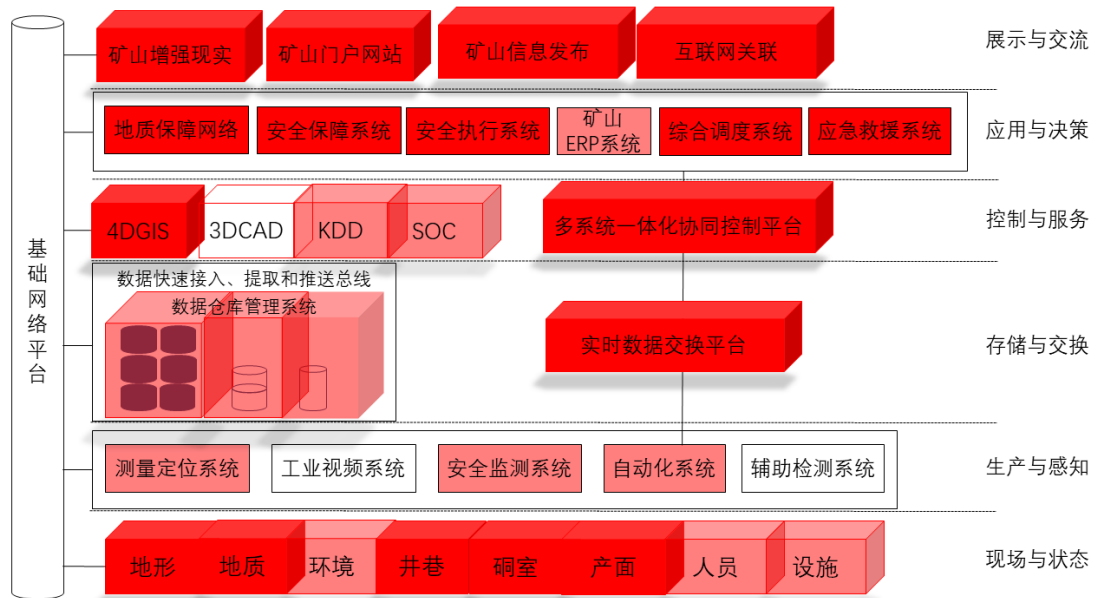 基础网络平台
矿山增强现实
矿山门户网站
矿山信息发布
互联网关联
展示与交流
地质保障网络
安全保障系统
安全执行系统
矿山
ERP系统
综合调度系统
应急救援系统
应用与决策
4DGIS
3DCAD
KDD
SOC
多系统一体化协同控制平台
控制与服务
数据快速接入、提取和推送总线
数据仓库管理系统
实时数据交换平台
存储与交换
测量定位系统
工业视频系统
安全监测系统
自动化系统
辅助检测系统
生产与感知
地形
地质
环境
井巷
硐室
产面
人员
设施
现场与状态